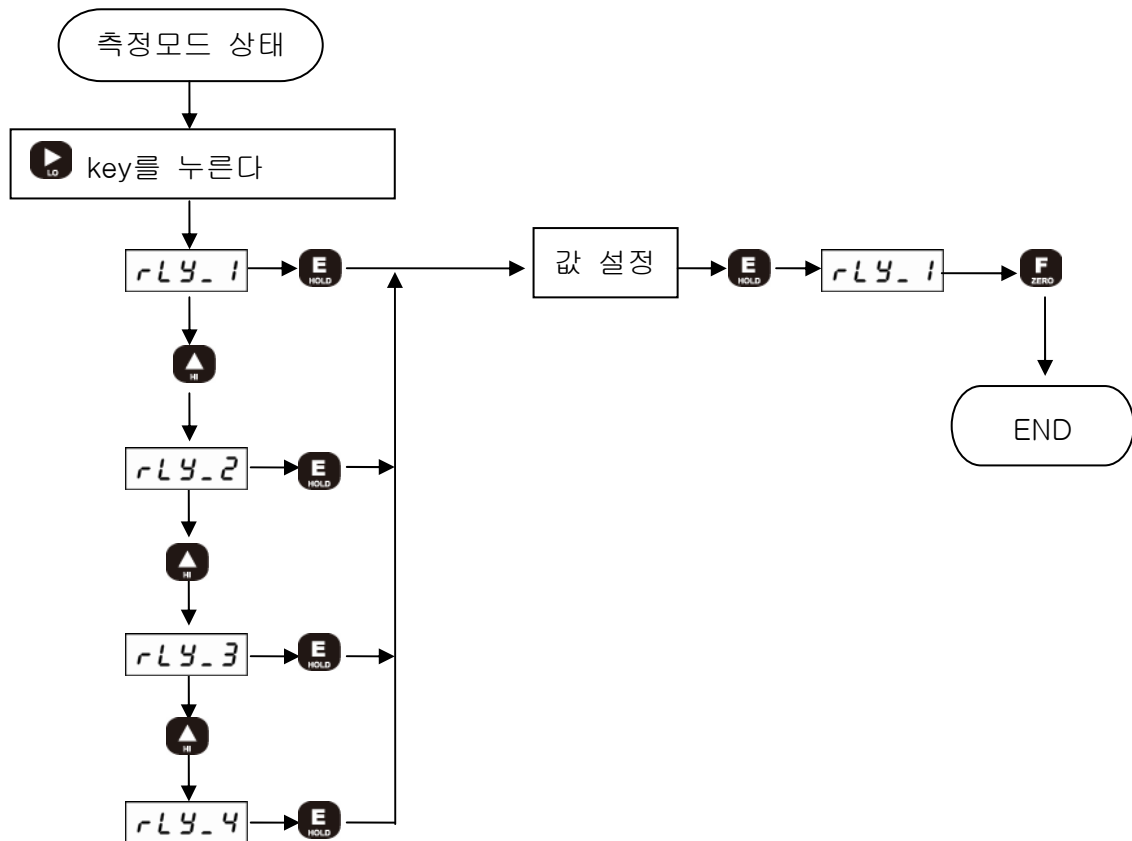 측정모드 상태
LO key를 누른다
rLY_1 E HOLD 값 설정 E HOLD rLY_1 F ZERO
HI
END
rLY_2 E HOLD
HI
rLY_3 E HOLD
HI
rLY_4 E HOLD